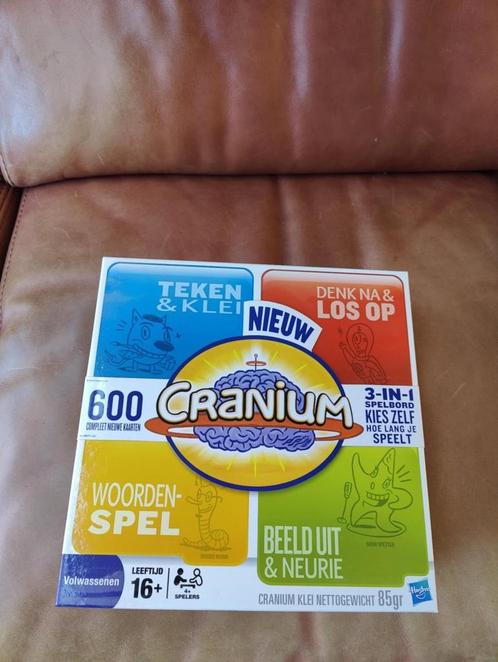 TEKEN
& KLEI
DENK NA &
LOS OP
NIEUW
600
COMPLEET NIEUWE KAARTEN
CRANIUM
3-IN-1
SPELBORD
KIES ZELF
HOE LANG JE
SPEELT
WOORDEN-
SPEL
BEELD UIT
& NEURIE
Volwassenen
LEEFTIJD
16+
4+
SPELERS
CRANIUM KLEI NETTOGEWICHT 85gr
Hasbro